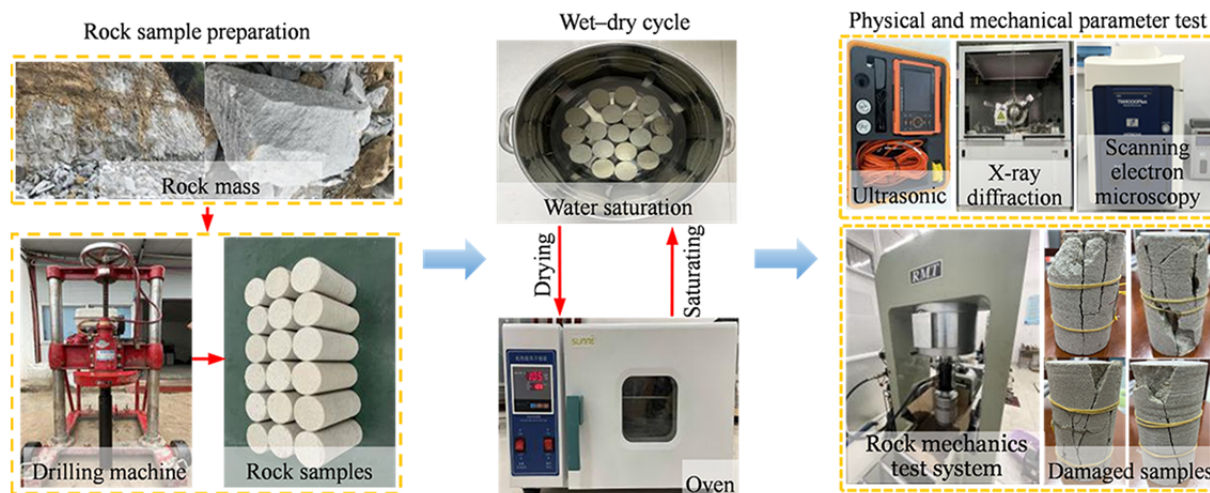 Rock sample preparation
Rock mass
Drilling machine
Rock samples
Wet–dry cycle
Water saturation
Drying
Saturating
SUNNE
Oven
Physical and mechanical parameter test
Ultrasonic
X-ray
diffraction
Scanning
electron
microscopy
RMT
Rock mechanics
test system
Damaged samples